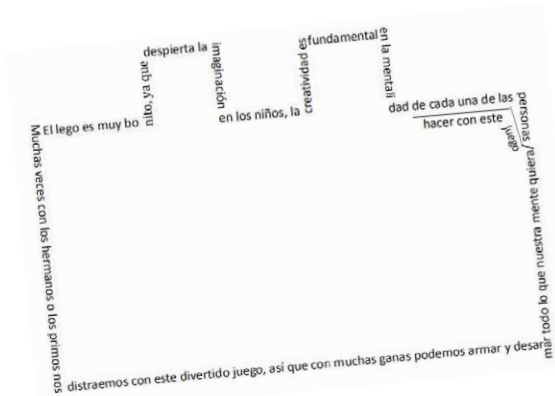 El lego es muy bo
nito, ya que
despierta la
imaginación
en los niños, la
creatividad es
fundamental
en la mentali
dad de cada una de las
personas /
Muchas veces con los hermanos o los primos nos
distraemos con este divertido juego, así que con muchas ganas podemos armar y desar
mar todo lo que nuestra mente quiera
hacer con este
juego